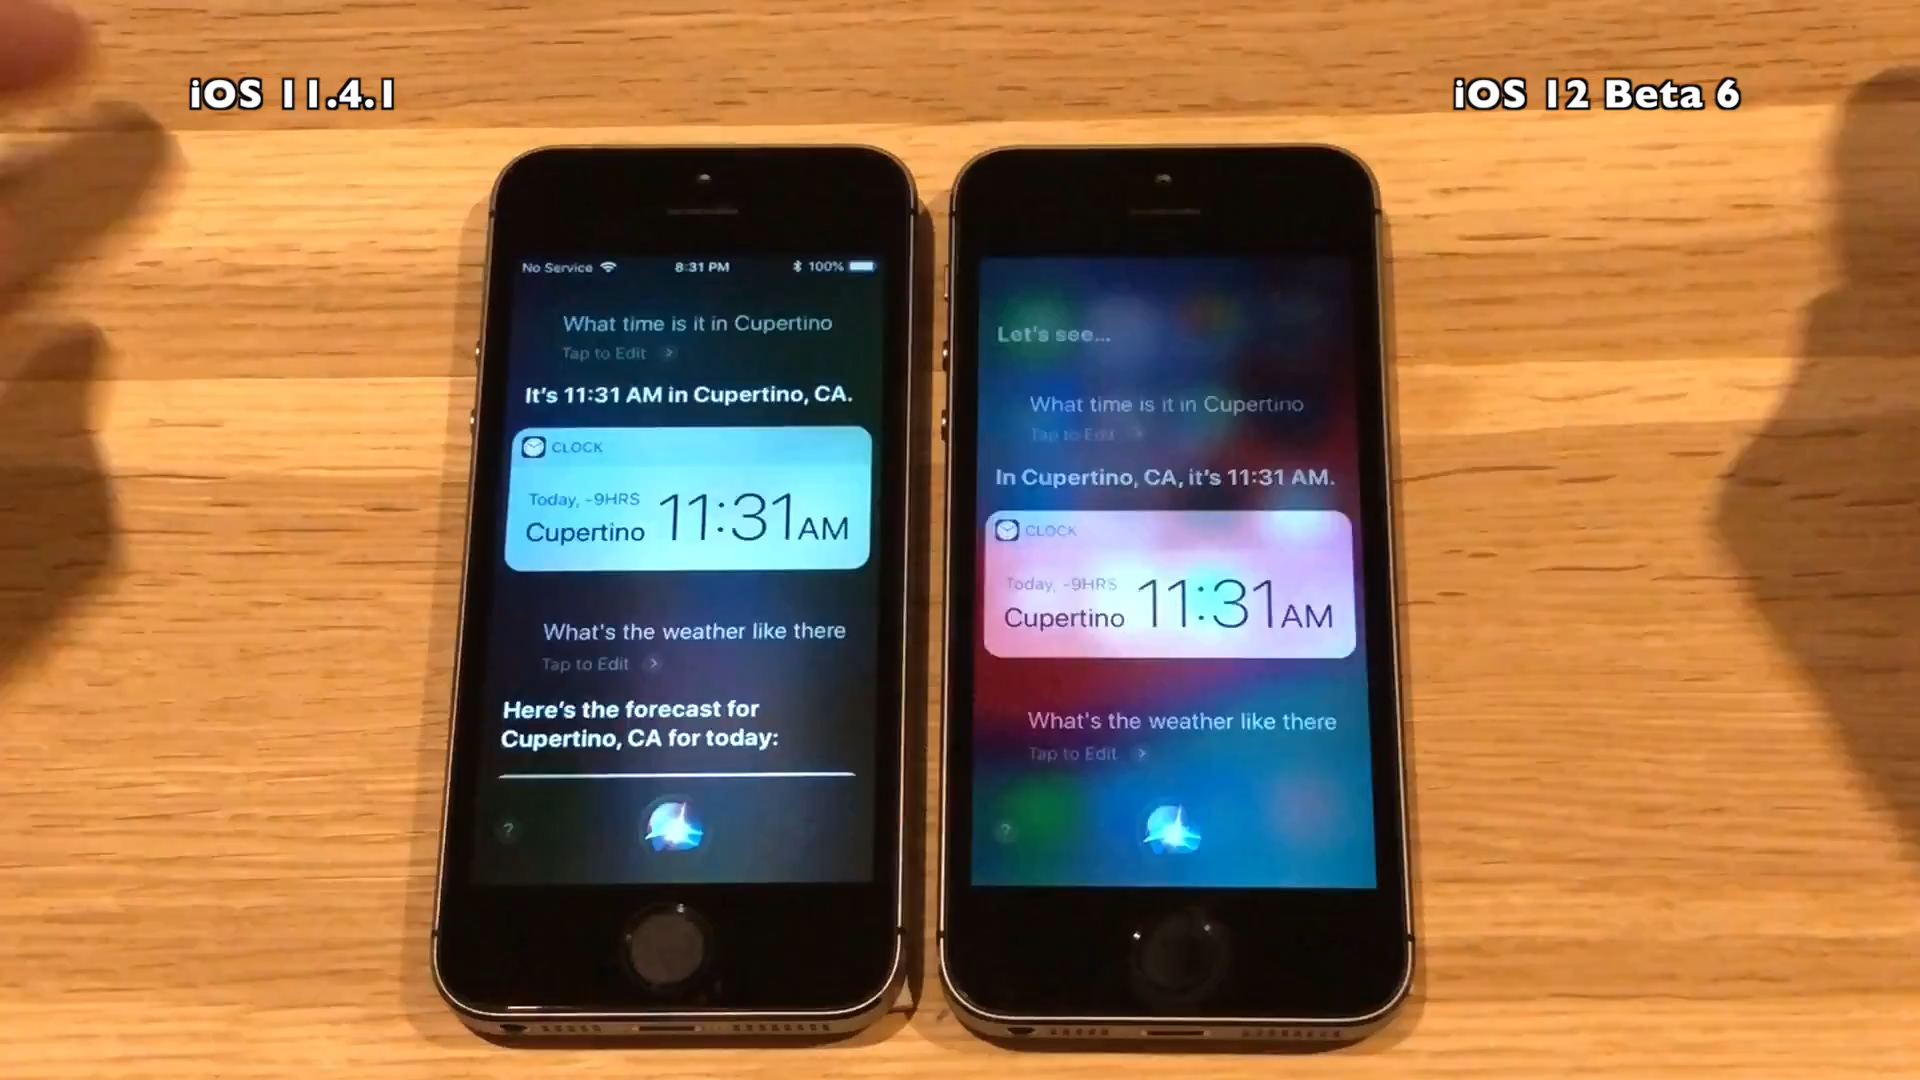 iOS 11.4.1
iOS 12 Beta 6
No Service 8:31 PM 100%
What time is it in Cupertino
Tap to Edit >
It's 11:31 AM in Cupertino, CA.
CLOCK
Today, -9HRS
Cupertino 11:31AM
What's the weather like there
Tap to Edit >
Here's the forecast for
Cupertino, CA for today:
?
Let's see...
What time is it in Cupertino
Tap to Edit >
In Cupertino, CA, it's 11:31 AM.
CLOCK
Today, -9HRS
Cupertino 11:31AM
What's the weather like there
Tap to Edit >
?